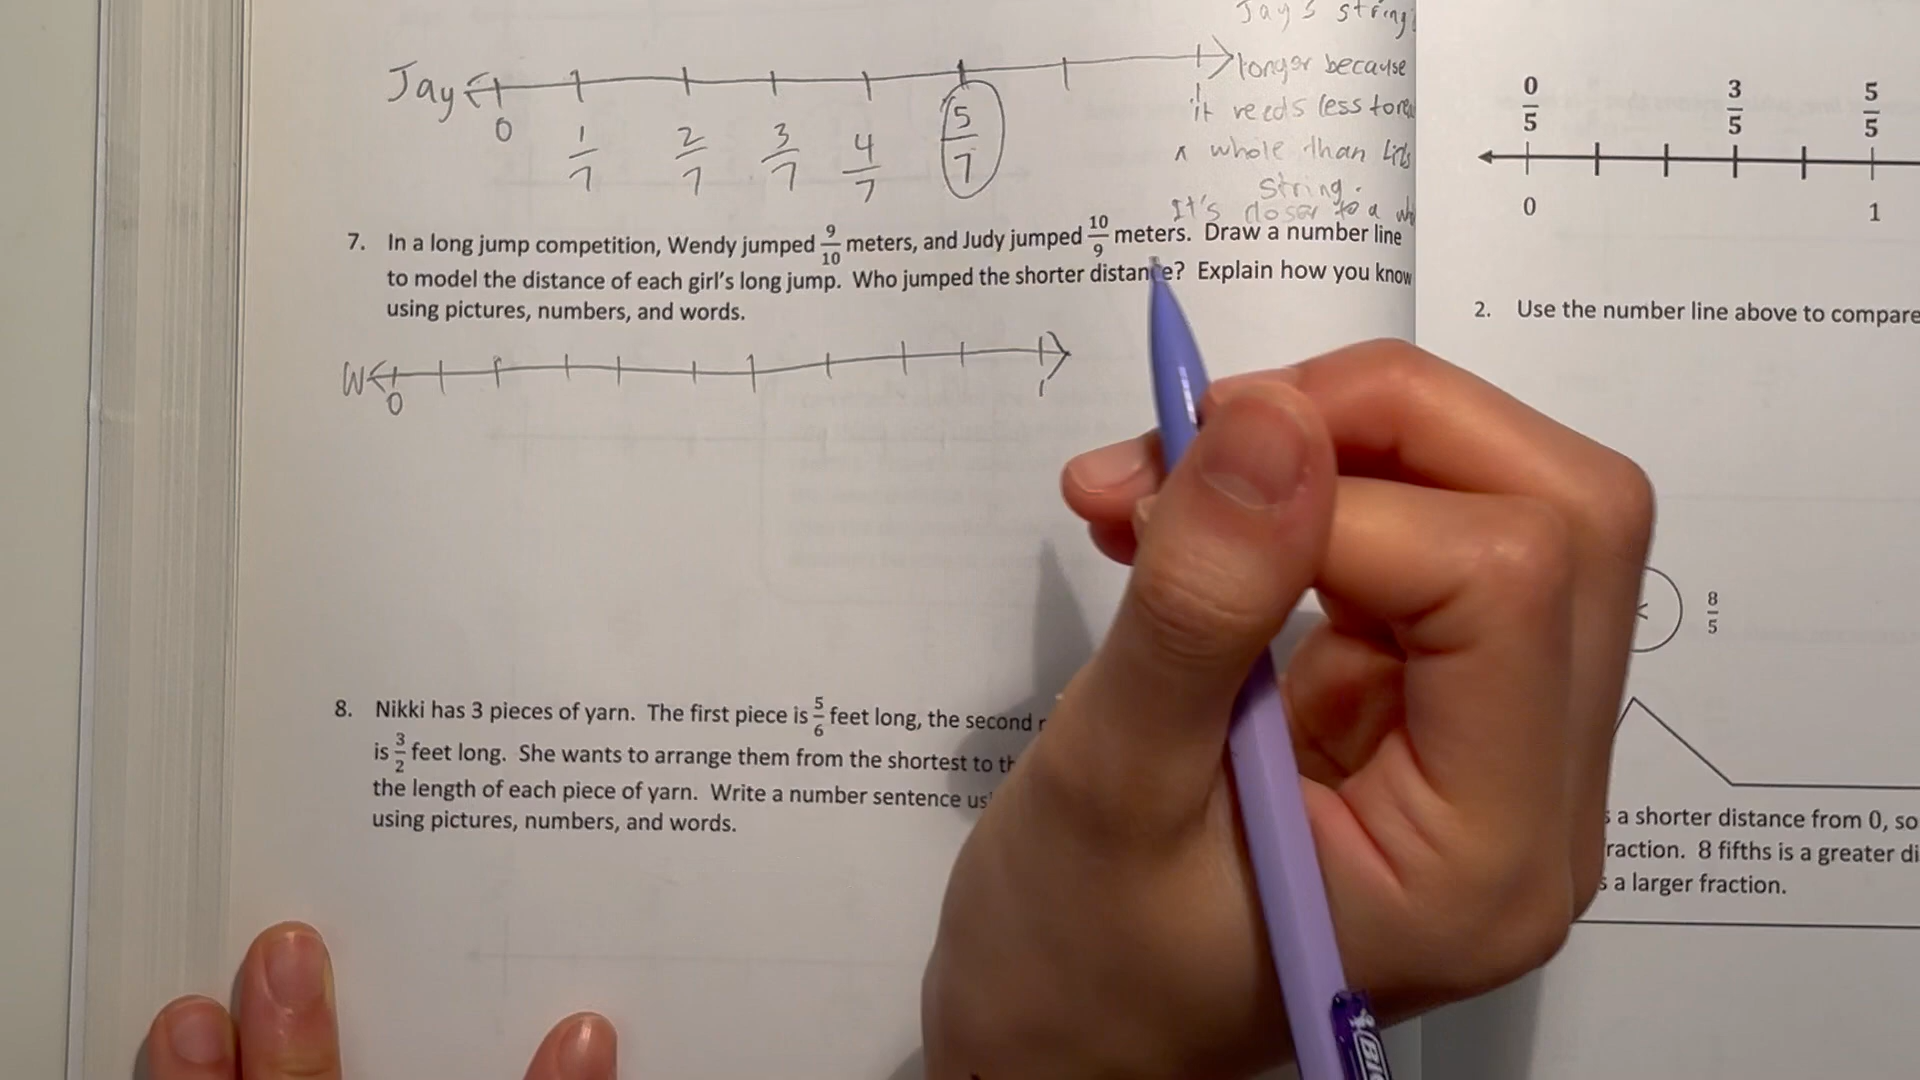 Jay's string
Jay
longer because
it needs less to
0 1/7 2/7 3/7 4/7 5/7
a whole than
string.
It's closer to a
7. In a long jump competition, Wendy jumped 9/10 meters, and Judy jumped 10/9 meters. Draw a number line
to model the distance of each girl's long jump. Who jumped the shorter distance? Explain how you know
using pictures, numbers, and words.
W
0 1
8. Nikki has 3 pieces of yarn. The first piece is 5/6 feet long, the second
is 3/2 feet long. She wants to arrange them from the shortest to
the length of each piece of yarn. Write a number sentence
using pictures, numbers, and words.
0/5 3/5 5/5
0 1
2. Use the number line above to compare
< 8/5
a shorter distance from 0, so
fraction. 8 fifths is a greater
a larger fraction.
BIC